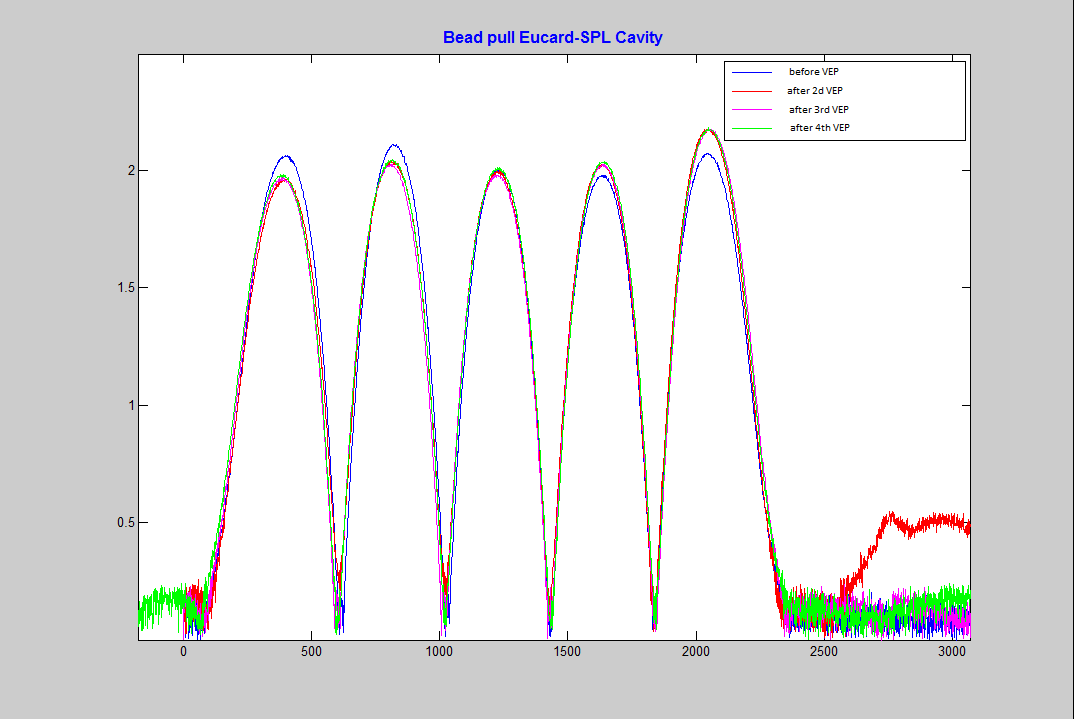 Bead pull Eucard-SPL Cavity
before VEP
after 2d VEP
after 3rd VEP
after 4th VEP
2
1.5
1
0.5
0 500 1000 1500 2000 2500 3000